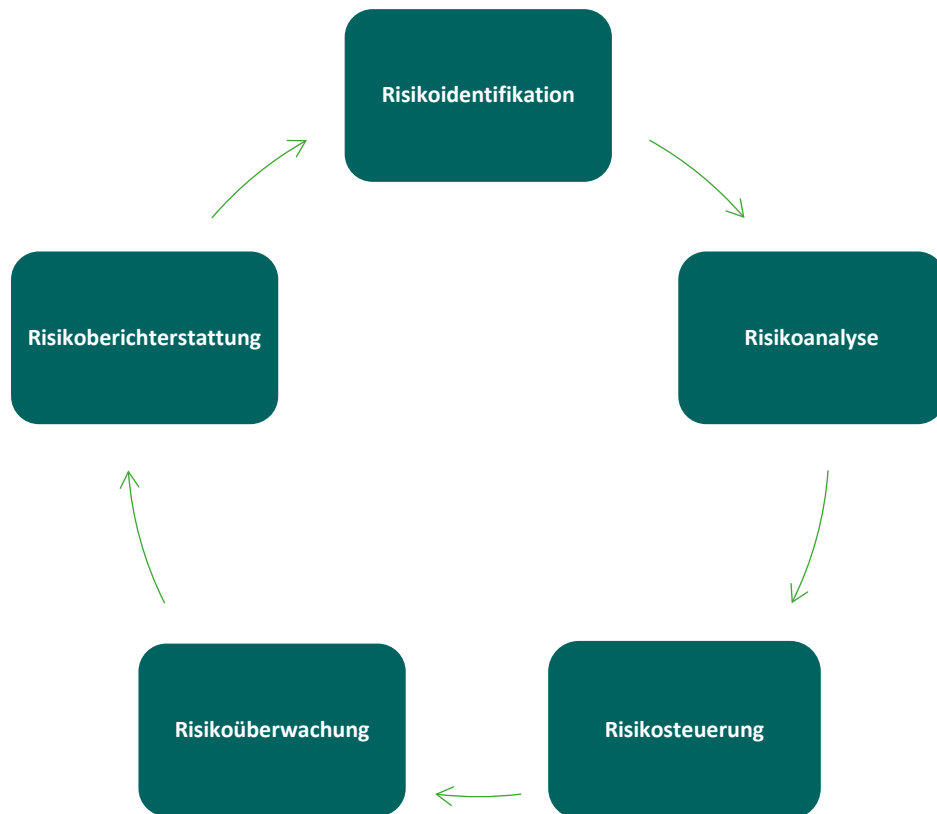 Risikoidentifikation
Risikoanalyse
Risikosteuerung
Risikoüberwachung
Risikoberichterstattung